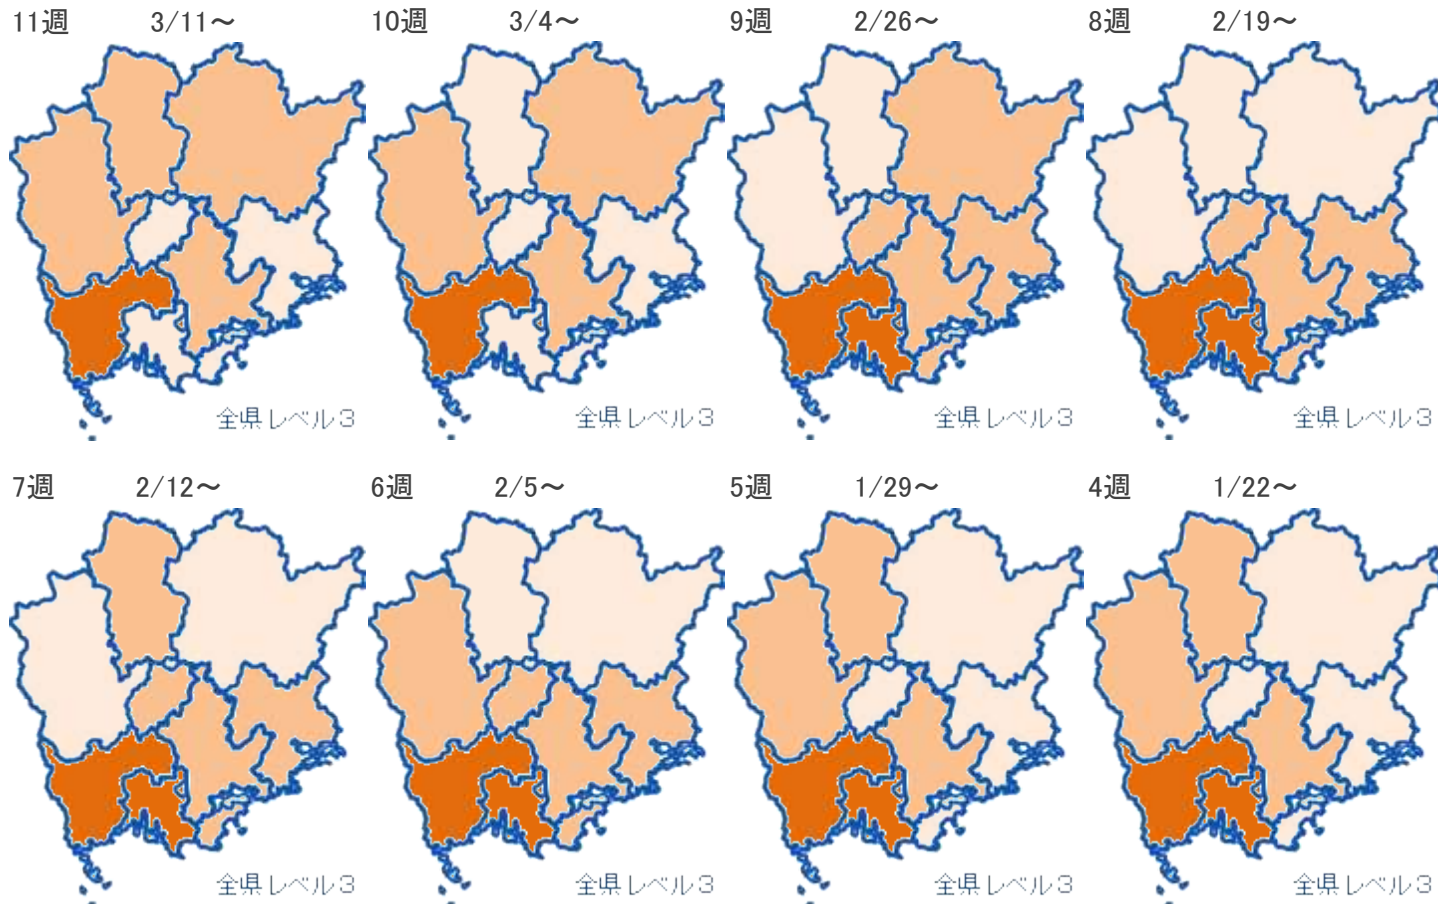 11週 3/11～ 10週 3/4～ 9週 2/26～ 8週 2/19～
全県レベル３ 全県レベル３ 全県レベル３ 全県レベル３
7週 2/12～ 6週 2/5～ 5週 1/29～ 4週 1/22～
全県レベル３ 全県レベル３ 全県レベル３ 全県レベル３